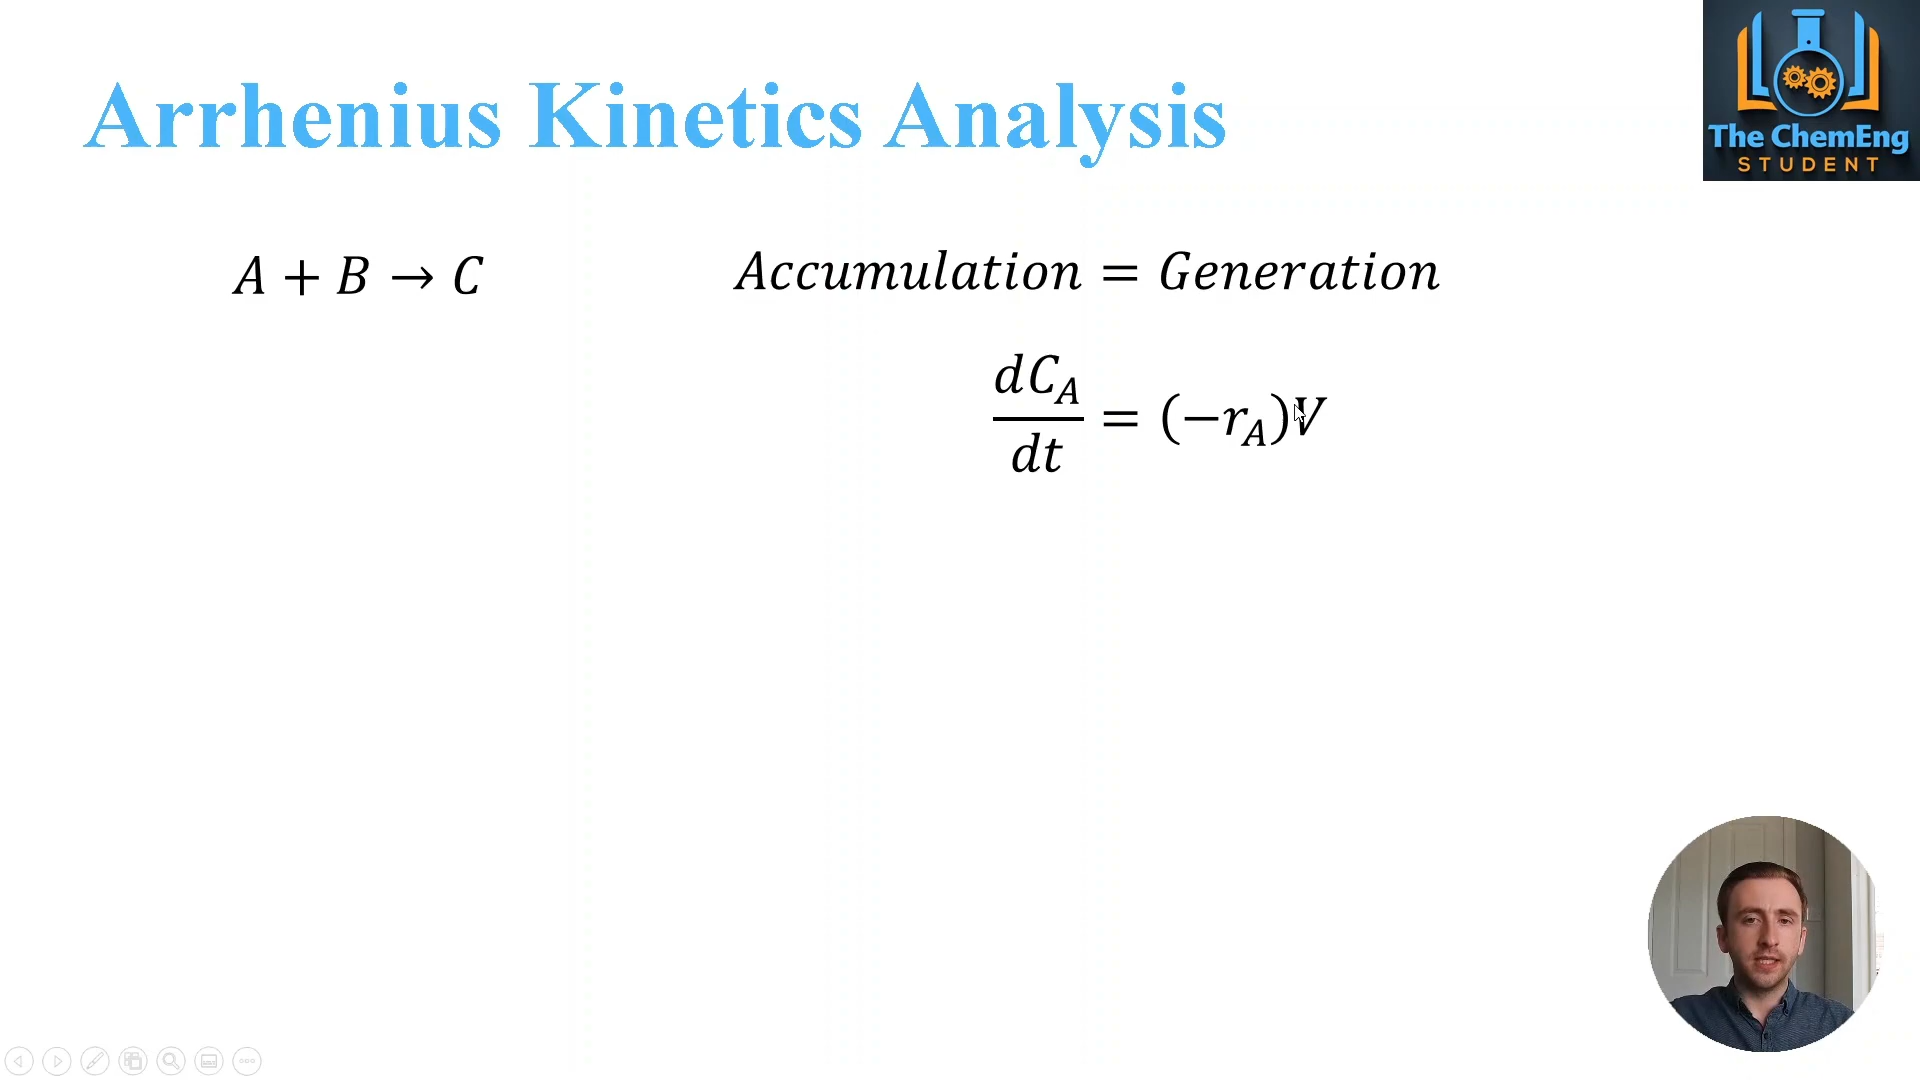 Arrhenius Kinetics Analysis
The ChemEng
STUDENT
A + B → C
Accumulation = Generation
dC_A/dt = (−r_A)V